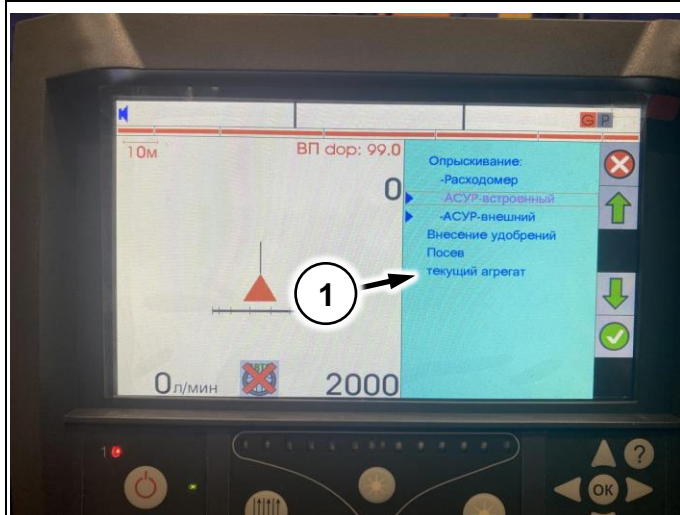 G P
10м
ВП dop: 99.0
0
Опрыскивание:
-Расходомер
-АСУР-встроенный
-АСУР-внешний
Внесение удобрений
Посев
текущий агрегат
1
0 л/мин
2000
1
?
OK